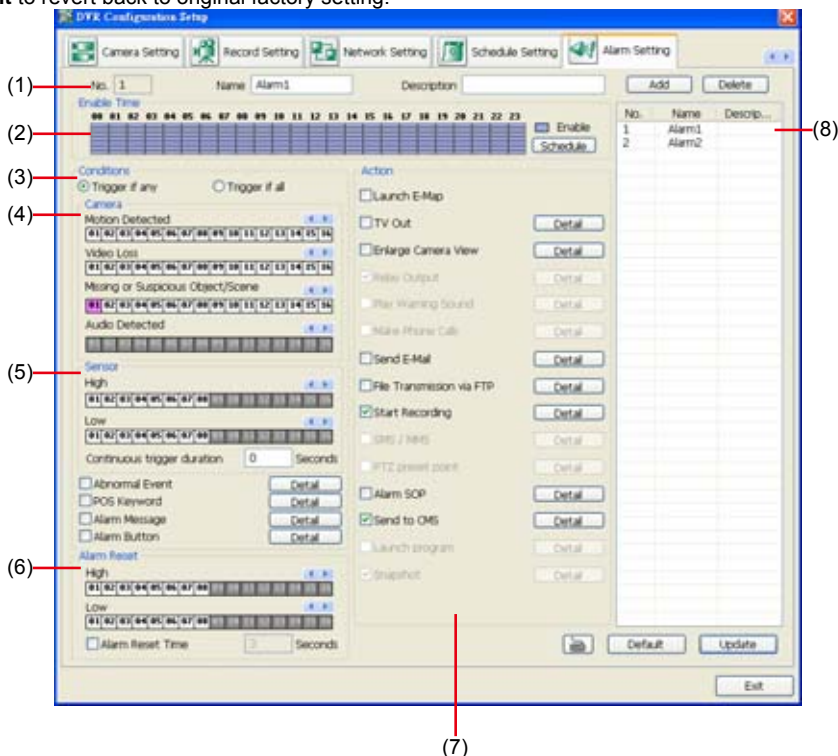 t to revert back to original factory setting.
DVR Configuration Setup
Camera Setting Record Setting Network Setting Schedule Setting Alarm Setting
(1) No. 1 Name Alarm1 Description Add Delete
Enable Time
00 01 02 03 04 05 06 07 08 09 10 11 12 13 14 15 16 17 18 19 20 21 22 23
No. Name Descrip...
(2) Enable
1 Alarm1 (8)
Schedule
2 Alarm2
(3) Conditions
Trigger if any Trigger if all
(4) Camera
Motion Detected
01 02 03 04 05 06 07 08 09 10 11 12 13 14 15 16
Video Loss
01 02 03 04 05 06 07 08 09 10 11 12 13 14 15 16
Missing or Suspicious Object/Scene
01 02 03 04 05 06 07 08 09 10 11 12 13 14 15 16
Audio Detected
(5) Sensor
High
01 02 03 04 05 06 07 08
Low
01 02 03 04 05 06 07 08
Continuous trigger duration 0 Seconds
Abnormal Event Detail
POS Keyword Detail
Alarm Message Detail
Alarm Button Detail
(6) Alarm Reset
High
01 02 03 04 05 06 07 08
Low
01 02 03 04 05 06 07 08
Alarm Reset Time 3 Seconds
Action
Launch E-Map
TV Out Detail
Enlarge Camera View Detail
Relay Output Detail
Play Warning Sound Detail
Make Phone Call Detail
Send E-Mail Detail
File Transmission via FTP Detail
Start Recording Detail
SMS / MMS Detail
PTZ preset point Detail
Alarm SOP Detail
Send to CMS Detail
Launch program Detail
Snapshot Detail
Default Update
Exit
(7)